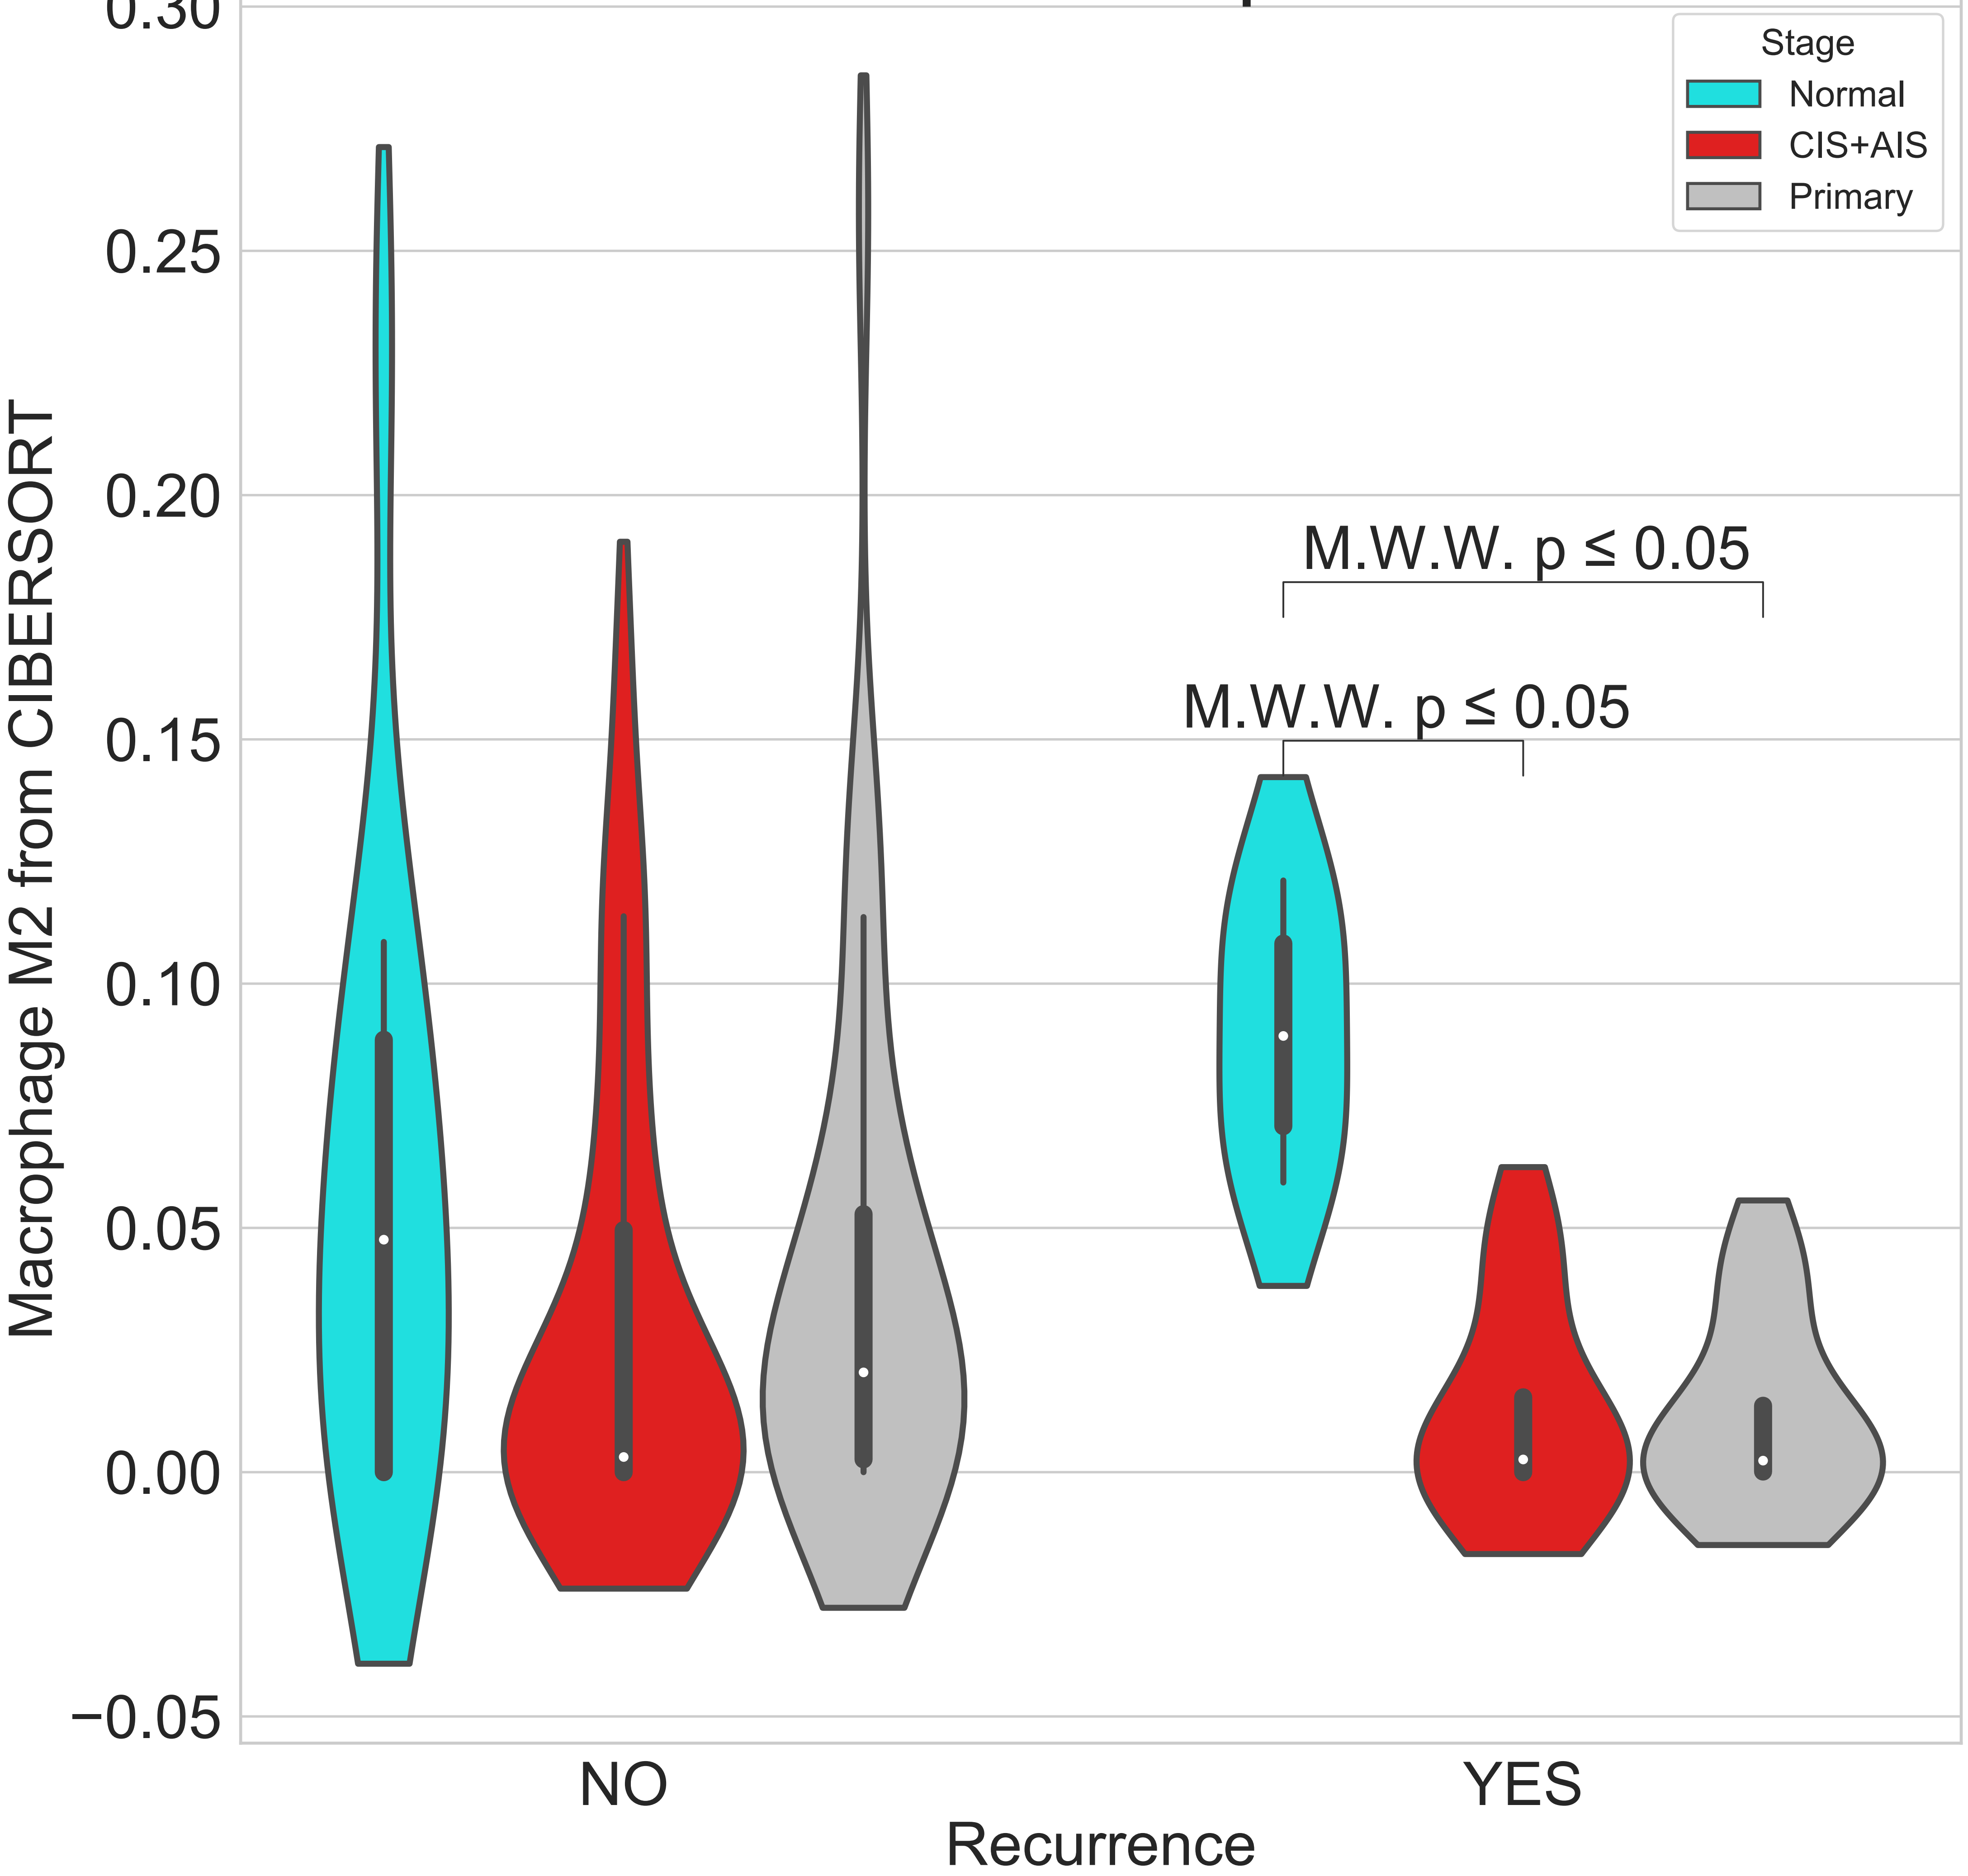 0.30
0.25
0.20
0.15
0.10
0.05
0.00
−0.05
Macrophage M2 from CIBERSORT
Stage
Normal
CIS+AIS
Primary
M.W.W. p ≤ 0.05
M.W.W. p ≤ 0.05
NO
YES
Recurrence